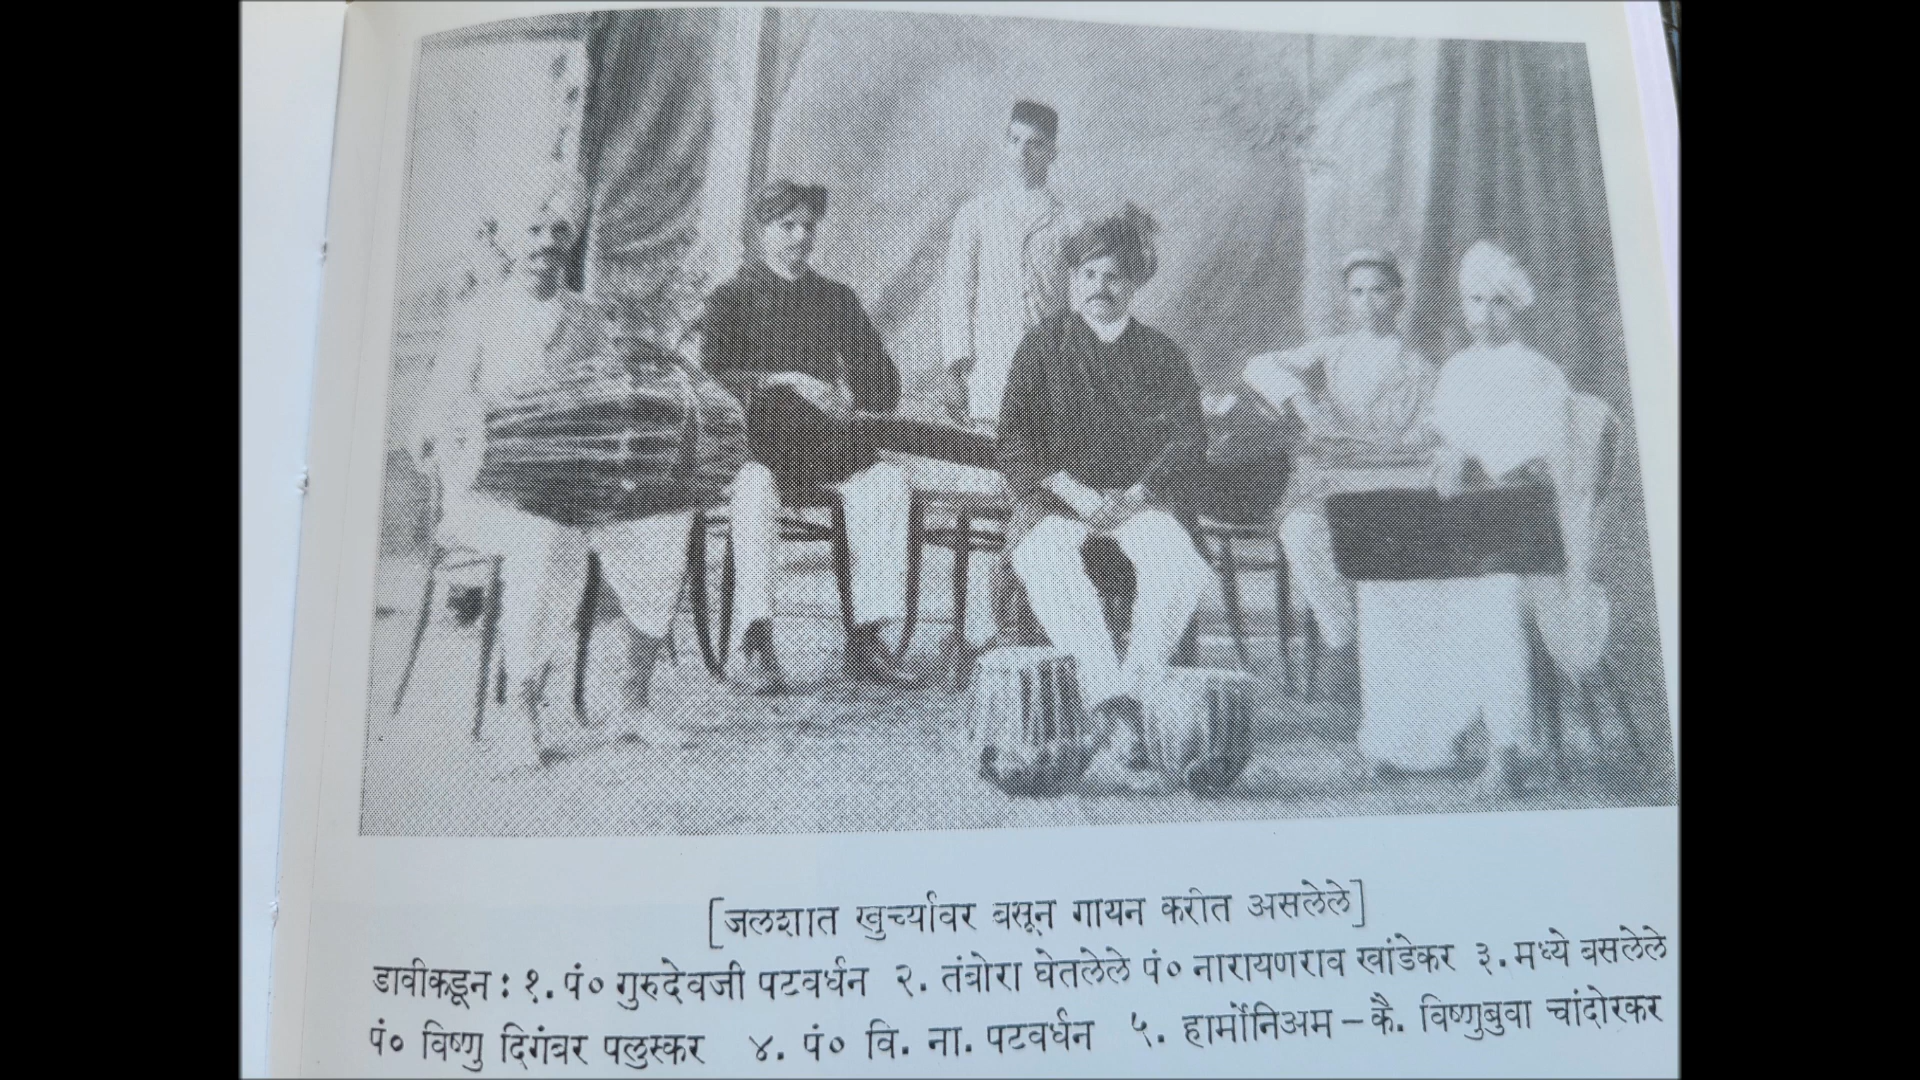 [जलशात खुर्च्यांवर बसून गायन करीत असलेले]
डावीकडून : १. पं० गुरुदेवजी पटवर्धन २. तंबोरा घेतलेले पं० नारायणराव खांडेकर ३. मध्ये बसलेले
पं० विष्णु दिगंबर पलुस्कर ४. पं० वि. ना. पटवर्धन ५. हार्मोनिअम – कै. विष्णुबुवा चांदोरकर